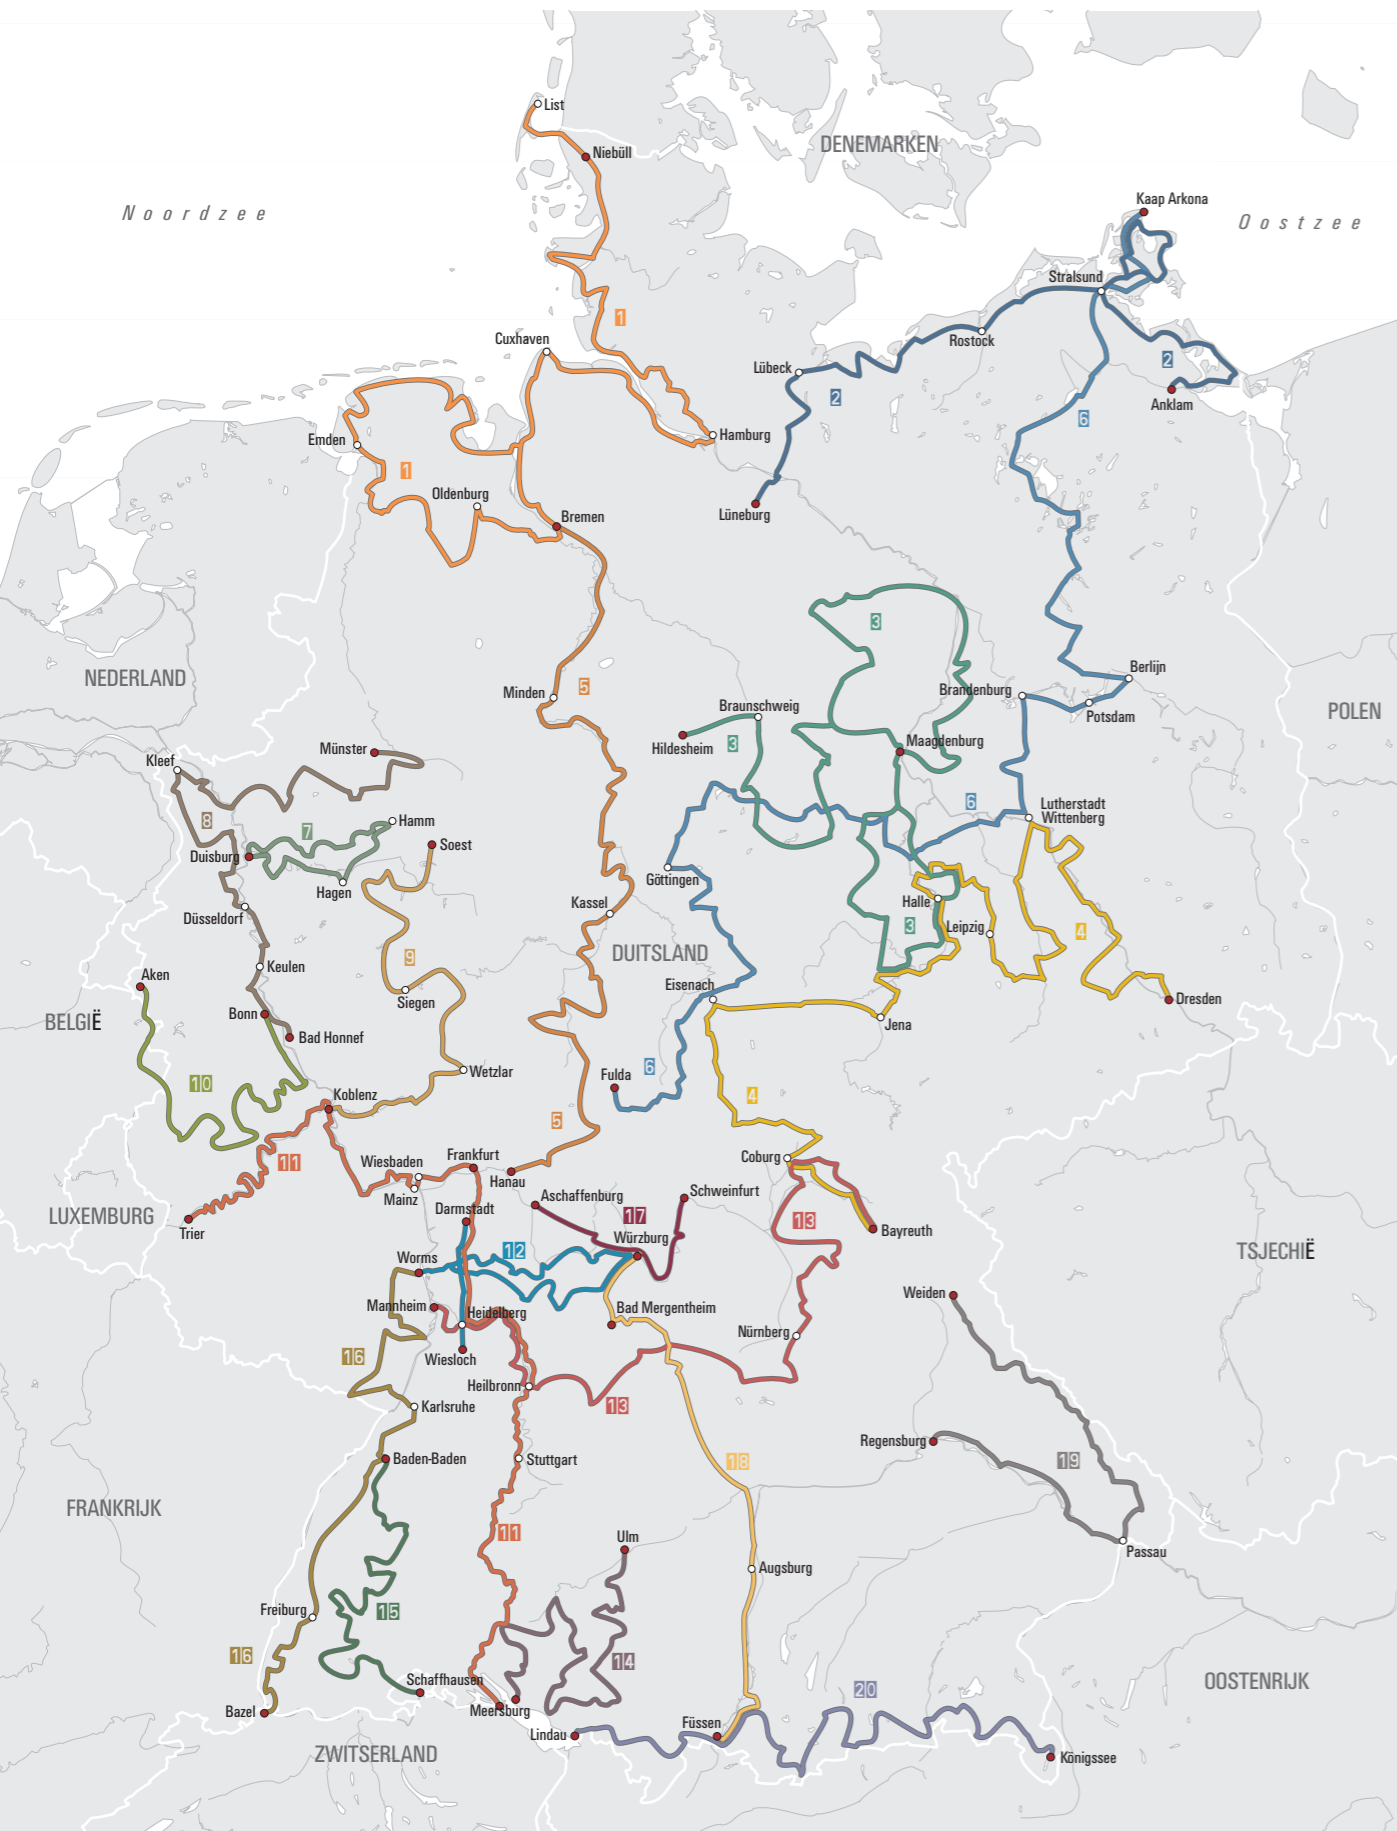 List
Niebüll
DENEMARKEN
Noordzee
Kaap Arkona
Oostzee
Stralsund
1
Cuxhaven
Rostock
Lübeck
2
2
Anklam
6
Hamburg
Emden
1
Oldenburg
Lüneburg
Bremen
3
NEDERLAND
Minden
5
Berlijn
Brandenburg
Potsdam
POLEN
Braunschweig
Hildesheim
3
Maagdenburg
Münster
Kleef
8
7
Hamm
6
Lutherstadt
Wittenberg
Duisburg
Soest
Hagen
Göttingen
Düsseldorf
Kassel
Halle
3
Leipzig
4
DUITSLAND
9
Keulen
Aken
Siegen
Eisenach
Dresden
Bonn
BELGIË
Jena
Bad Honnef
10
Wetzlar
Fulda
6
Koblenz
4
5
11
Wiesbaden
Frankfurt
Coburg
Mainz
Hanau
Aschaffenburg
Schweinfurt
LUXEMBURG
Darmstadt
17
13
Trier
Würzburg
Bayreuth
12
TSJECHIË
Worms
Weiden
Mannheim
Heidelberg
Bad Mergentheim
Nürnberg
16
Wiesloch
Heilbronn
13
Karlsruhe
Regensburg
Baden-Baden
Stuttgart
18
19
FRANKRIJK
11
Ulm
Passau
Augsburg
Freiburg
15
16
14
Schaffhausen
OOSTENRIJK
20
Bazel
Meersburg
Lindau
Füssen
ZWITSERLAND
Königssee